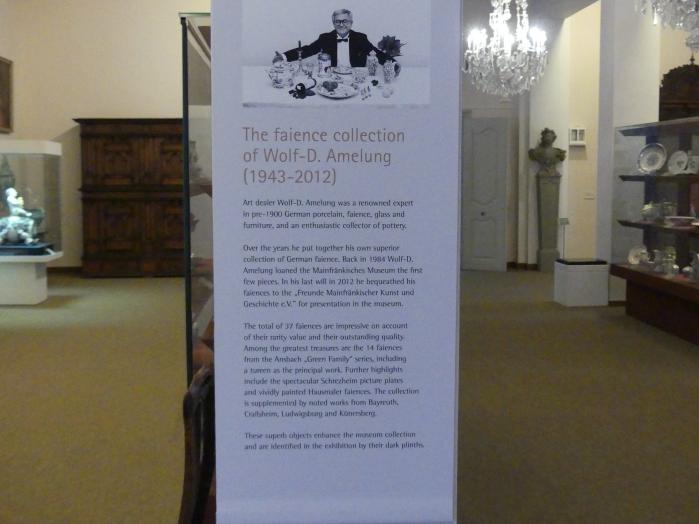 The faience collection
of Wolf-D. Amelung
(1943-2012)
Art dealer Wolf-D. Amelung was a renowned expert
in pre-1900 German porcelain, faience, glass and
furniture, and an enthusiastic collector of pottery.
Over the years he put together his own superior
collection of German faience. Back in 1984 Wolf-D.
Amelung loaned the Mainfränkisches Museum the first
few pieces. In his last will in 2012 he bequeathed his
faiences to the „Freunde Mainfränkischer Kunst und
Geschichte e.V." for presentation in the museum.
The total of 37 faiences are impressive on account
of their rarity value and their outstanding quality.
Among the greatest treasures are the 14 faiences
from the Ansbach „Green Family" series, including
a tureen as the principal work. Further highlights
include the spectacular Schrezheim picture plates
and vividly painted Hausmaler faiences. The collection
is supplemented by noted works from Bayreuth,
Crailsheim, Ludwigsburg and Künersberg.
These superb objects enhance the museum collection
and are identified in the exhibition by their dark plinths.